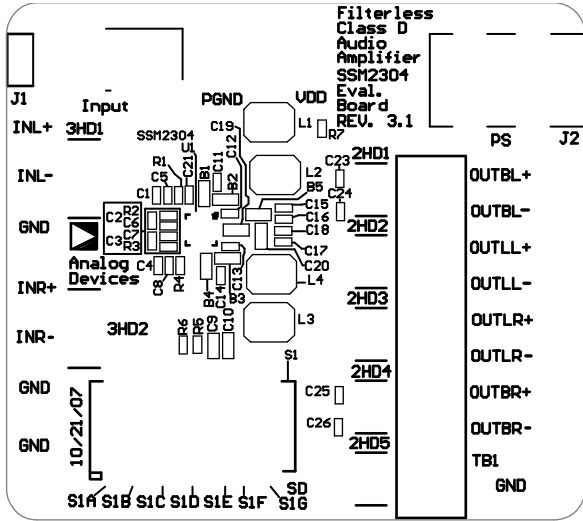 Filterless
Class D
Audio
Amplifier
SSM2304
Eval.
Board
REV. 3.1
J1
Input
PGND
VDD
C19
L1
R7
PS
J2
INL+
3HD1
SSM2304
U1
C12
INL-
R1
C5
C21
B1
C11
B2
L2
B5
C23
2HD1
OUTBL+
C1
C15
C16
C24
OUTBL-
GND
C2
R2
C6
C7
C3
R3
C18
C17
2HD2
OUTLL+
Analog
Devices
C4
C8
R4
B4
C14
C13
B3
C20
L4
OUTLL-
INR+
2HD3
OUTLR+
INR-
3HD2
R6
R5
C9
C10
L3
S1
OUTLR-
2HD4
GND
C25
OUTBR+
C26
OUTBR-
GND
10/21/07
2HD5
TB1
GND
SD
S1A
S1B
S1C
S1D
S1E
S1F
S1G